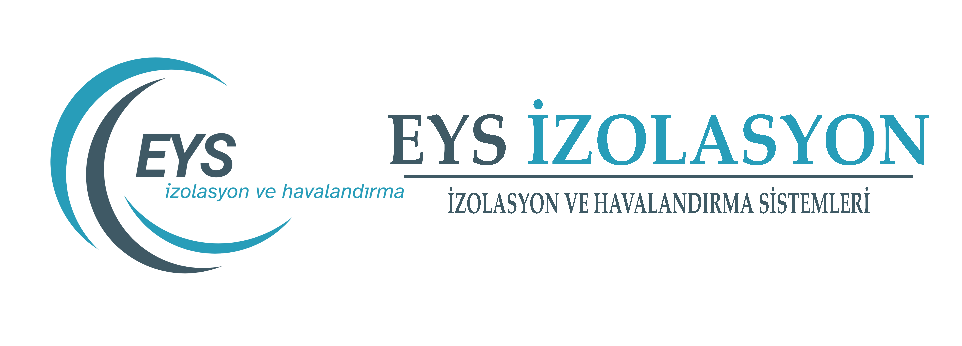 EYS
izolasyon ve havalandırma
EYS İZOLASYON
İZOLASYON VE HAVALANDIRMA SİSTEMLERİ